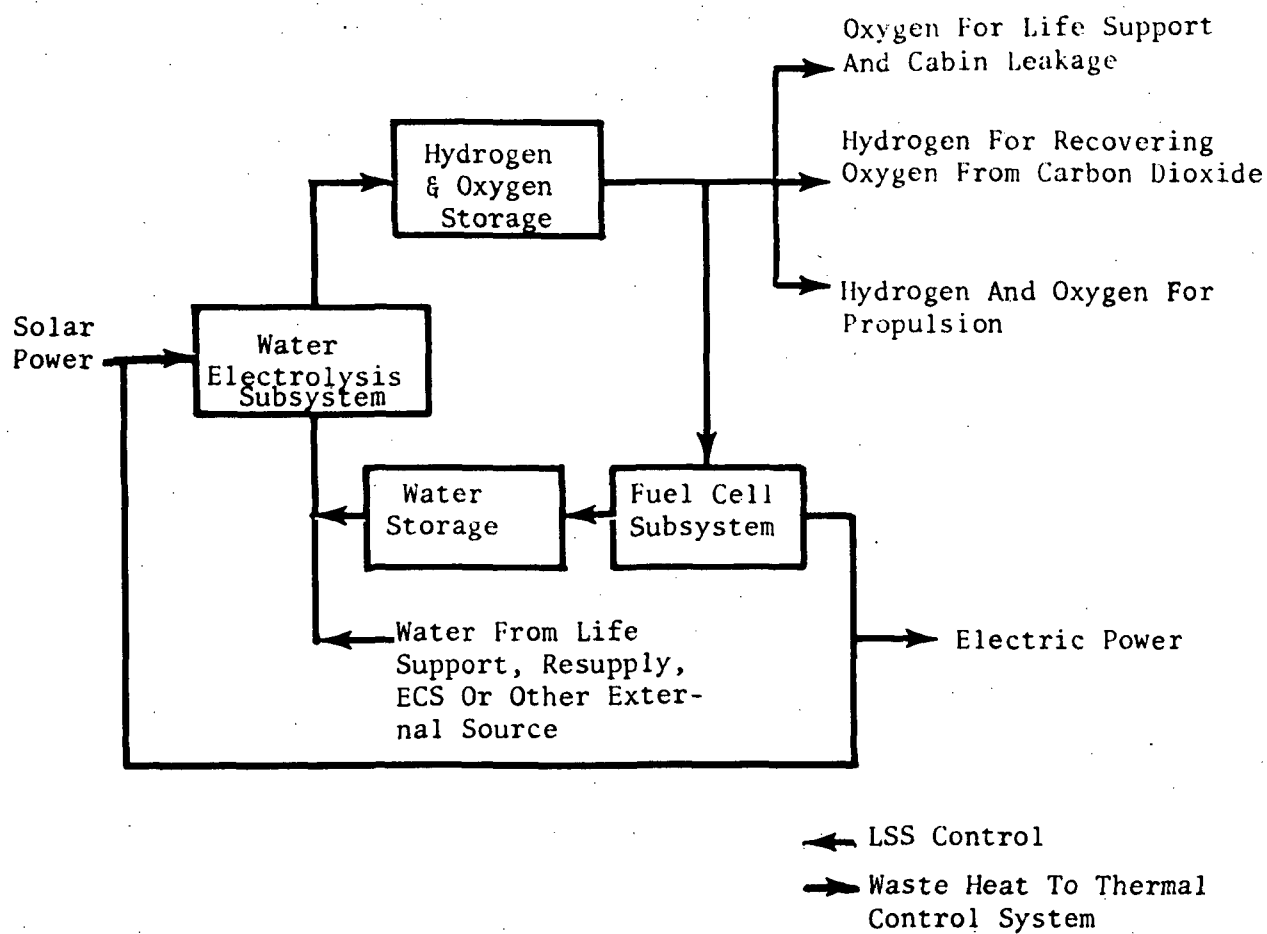 Oxygen For Life Support
And Cabin Leakage
Hydrogen
& Oxygen
Storage
Hydrogen For Recovering
Oxygen From Carbon Dioxide
Hydrogen And Oxygen For
Propulsion
Solar
Power
Water
Electrolysis
Subsystem
Water
Storage
Fuel Cell
Subsystem
Water From Life
Support, Resupply,
ECS Or Other Exter-
nal Source
Electric Power
LSS Control
Waste Heat To Thermal
Control System